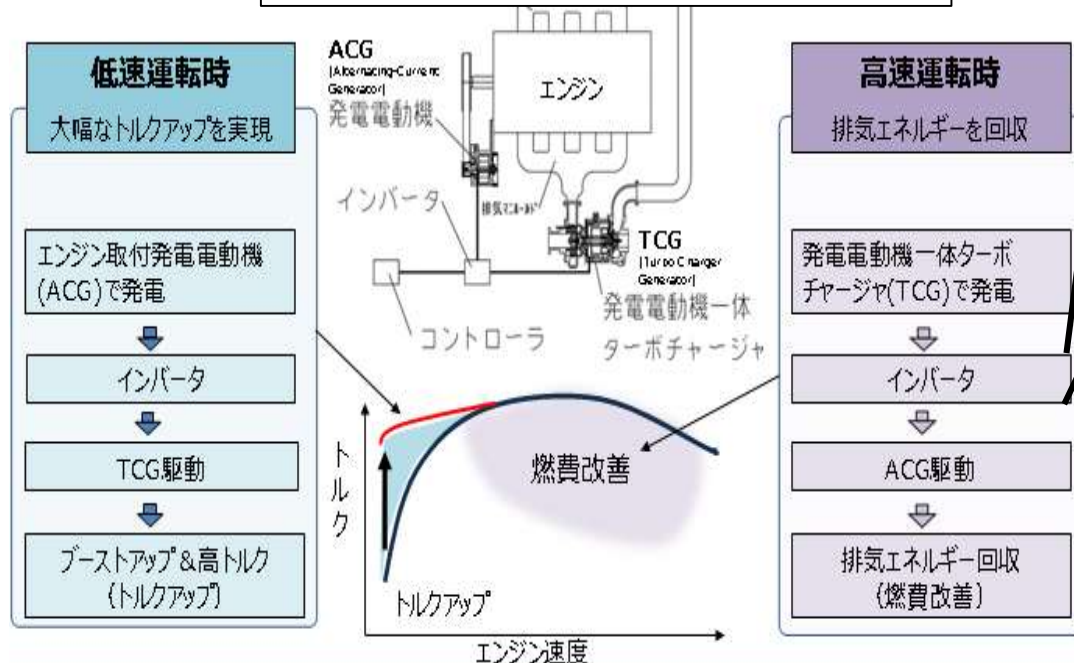 低速運転時
大幅なトルクアップを実現
エンジン取付発電電動機
(ACG)で発電
インバータ
TCG駆動
ブーストアップ&高トルク
(トルクアップ)
ACG
(Alternacing-Current
Generator)
発電電動機
エンジン
インバータ
排気マニホールド
コントローラ
TCG
(Turbo Charger
Generator)
発電電動機一体
ターボチャージャ
トルク
燃費改善
トルクアップ
エンジン速度
高速運転時
排気エネルギーを回収
発電電動機一体ターボ
チャージャ(TCG)で発電
インバータ
ACG駆動
排気エネルギー回収
(燃費改善)